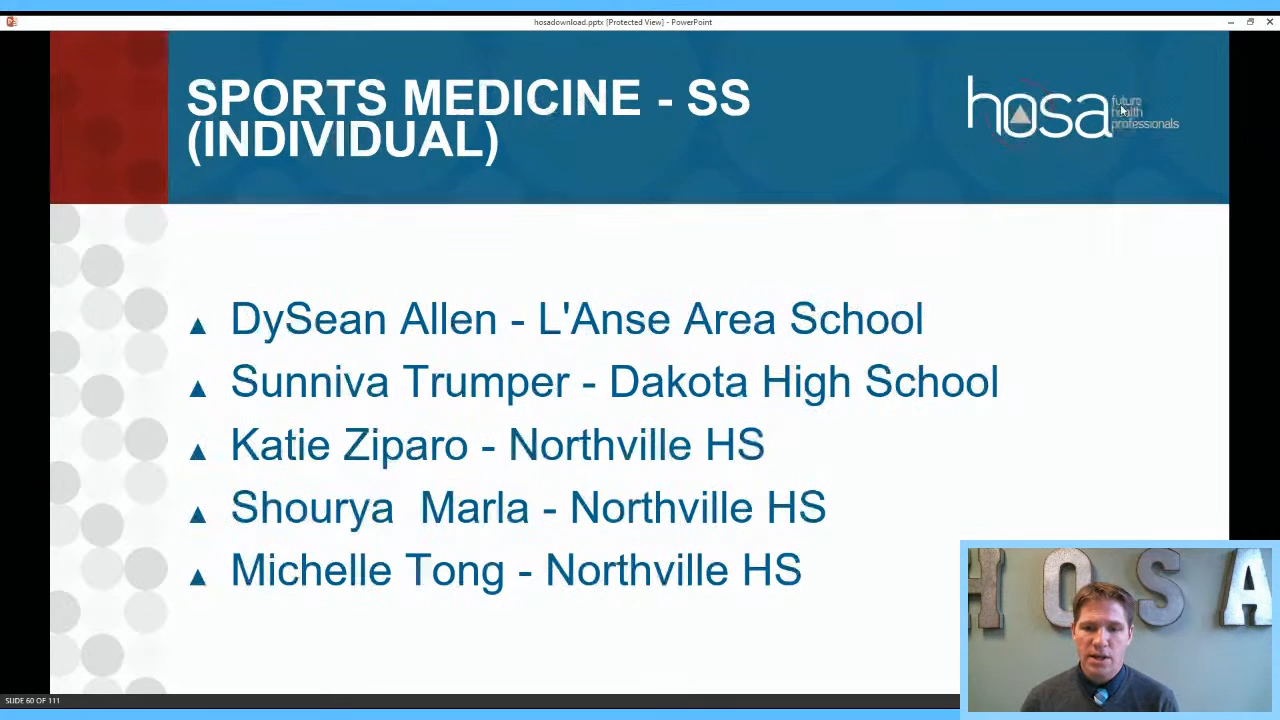 hosadownload.pptx [Protected View] - PowerPoint
SPORTS MEDICINE - SS
(INDIVIDUAL)
hosa
future
health
professionals
▲ DySean Allen - L'Anse Area School
▲ Sunniva Trumper - Dakota High School
▲ Katie Ziparo - Northville HS
▲ Shourya  Marla - Northville HS
▲ Michelle Tong - Northville HS
HOSA
SLIDE 60 OF 111